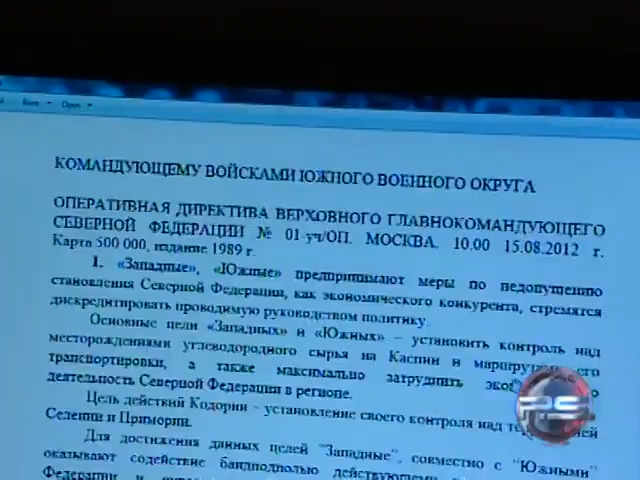 Open
КОМАНДУЮЩЕМУ ВОЙСКАМИ ЮЖНОГО ВОЕННОГО ОКРУГА
ОПЕРАТИВНАЯ ДИРЕКТИВА ВЕРХОВНОГО ГЛАВНОКОМАНДУЮЩЕГО
СЕВЕРНОЙ ФЕДЕРАЦИИ № 01-уч/ОП. МОСКВА. 10.00 15.08.2012 г.
Карта 500 000, издание 1989 г.
1. «Западные», «Южные» предпринимают меры по недопущению
становления Северной Федерации, как экономического конкурента, стремятся
дискредитировать проводимую руководством политику.
Основные цели «Западных» и «Южных» – установить контроль над
месторождениями углеводородного сырья на Каспии и его
транспортировки, а также максимально затруднить
деятельность Северной Федерации в регионе.
Цель действий Кодории – установление своего контроля над
Селении и Примории.
Для достижения данных целей "Западные", совместно с "Южными"
оказывают содействие бандподполью
Федерации и
P.S.